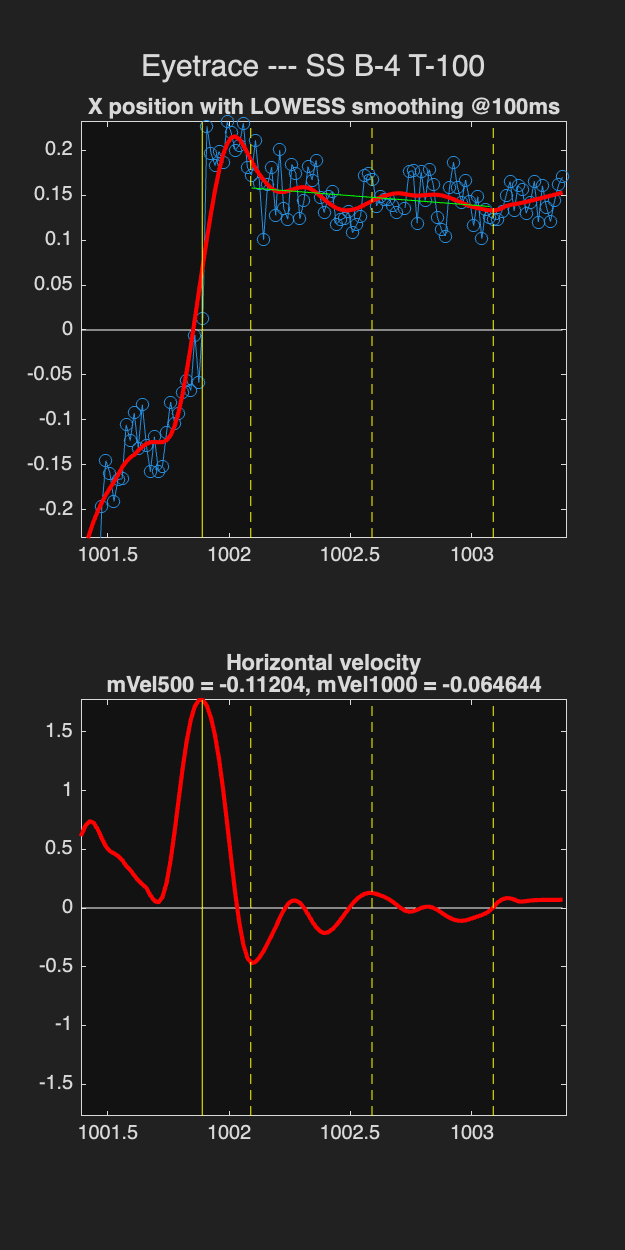 Eyetrace --- SS B-4 T-100
X position with LOWESS smoothing @100ms
0.2
0.15
0.1
0.05
0
-0.05
-0.1
-0.15
-0.2
1001.5 1002 1002.5 1003
Horizontal velocity
mVel500 = -0.11204, mVel1000 = -0.064644
1.5
1
0.5
0
-0.5
-1
-1.5
1001.5 1002 1002.5 1003